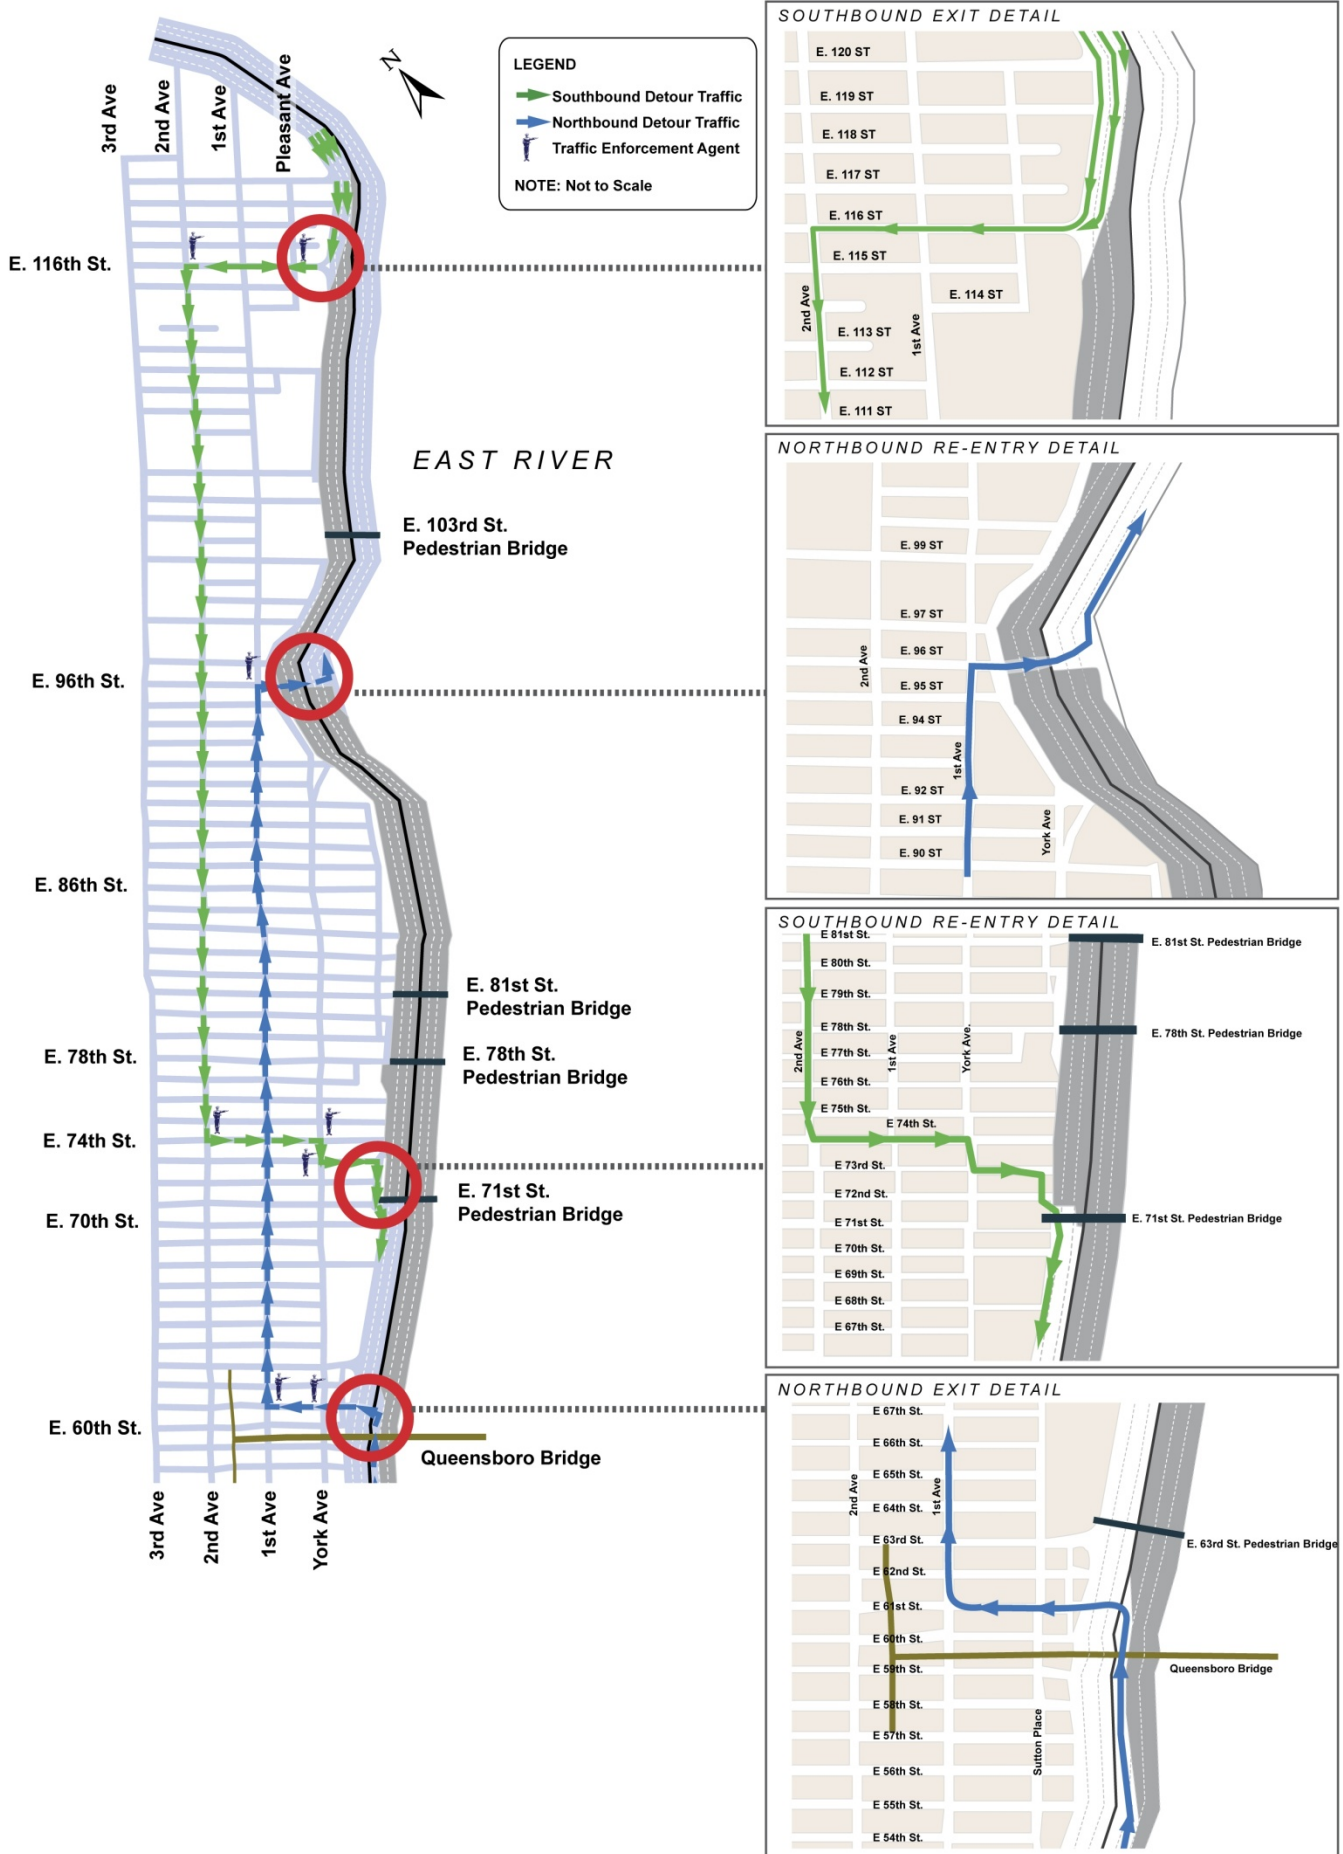 3rd Ave
2nd Ave
1st Ave
Pleasant Ave
N
LEGEND
Southbound Detour Traffic
Northbound Detour Traffic
Traffic Enforcement Agent
NOTE: Not to Scale
E. 116th St.
EAST RIVER
E. 103rd St.
Pedestrian Bridge
E. 96th St.
E. 86th St.
E. 81st St.
Pedestrian Bridge
E. 78th St.
E. 78th St.
Pedestrian Bridge
E. 74th St.
E. 71st St.
Pedestrian Bridge
E. 70th St.
E. 60th St.
Queensboro Bridge
3rd Ave
2nd Ave
1st Ave
York Ave
SOUTHBOUND EXIT DETAIL
E. 120 ST
E. 119 ST
E. 118 ST
E. 117 ST
E. 116 ST
E. 115 ST
E. 114 ST
2nd Ave
E. 113 ST
1st Ave
E. 112 ST
E. 111 ST
NORTHBOUND RE-ENTRY DETAIL
E. 99 ST
E. 97 ST
E. 96 ST
2nd Ave
E. 95 ST
E. 94 ST
1st Ave
E. 92 ST
E. 91 ST
York Ave
E. 90 ST
SOUTHBOUND RE-ENTRY DETAIL
E 81st St.
E. 81st St. Pedestrian Bridge
E 80th St.
E 79th St.
E 78th St.
E. 78th St. Pedestrian Bridge
2nd Ave
1st Ave
York Ave.
E 77th St.
E 76th St.
E 75th St.
E 74th St.
E 73rd St.
E 72nd St.
E 71st St.
E. 71st St. Pedestrian Bridge
E 70th St.
E 69th St.
E 68th St.
E 67th St.
NORTHBOUND EXIT DETAIL
E 67th St.
E 66th St.
E 65th St.
2nd Ave
1st Ave
E 64th St.
E 63rd St.
E. 63rd St. Pedestrian Bridge
E 62nd St.
E 61st St.
E 60th St.
E 59th St.
Queensboro Bridge
E 58th St.
E 57th St.
Sutton Place
E 56th St.
E 55th St.
E 54th St.